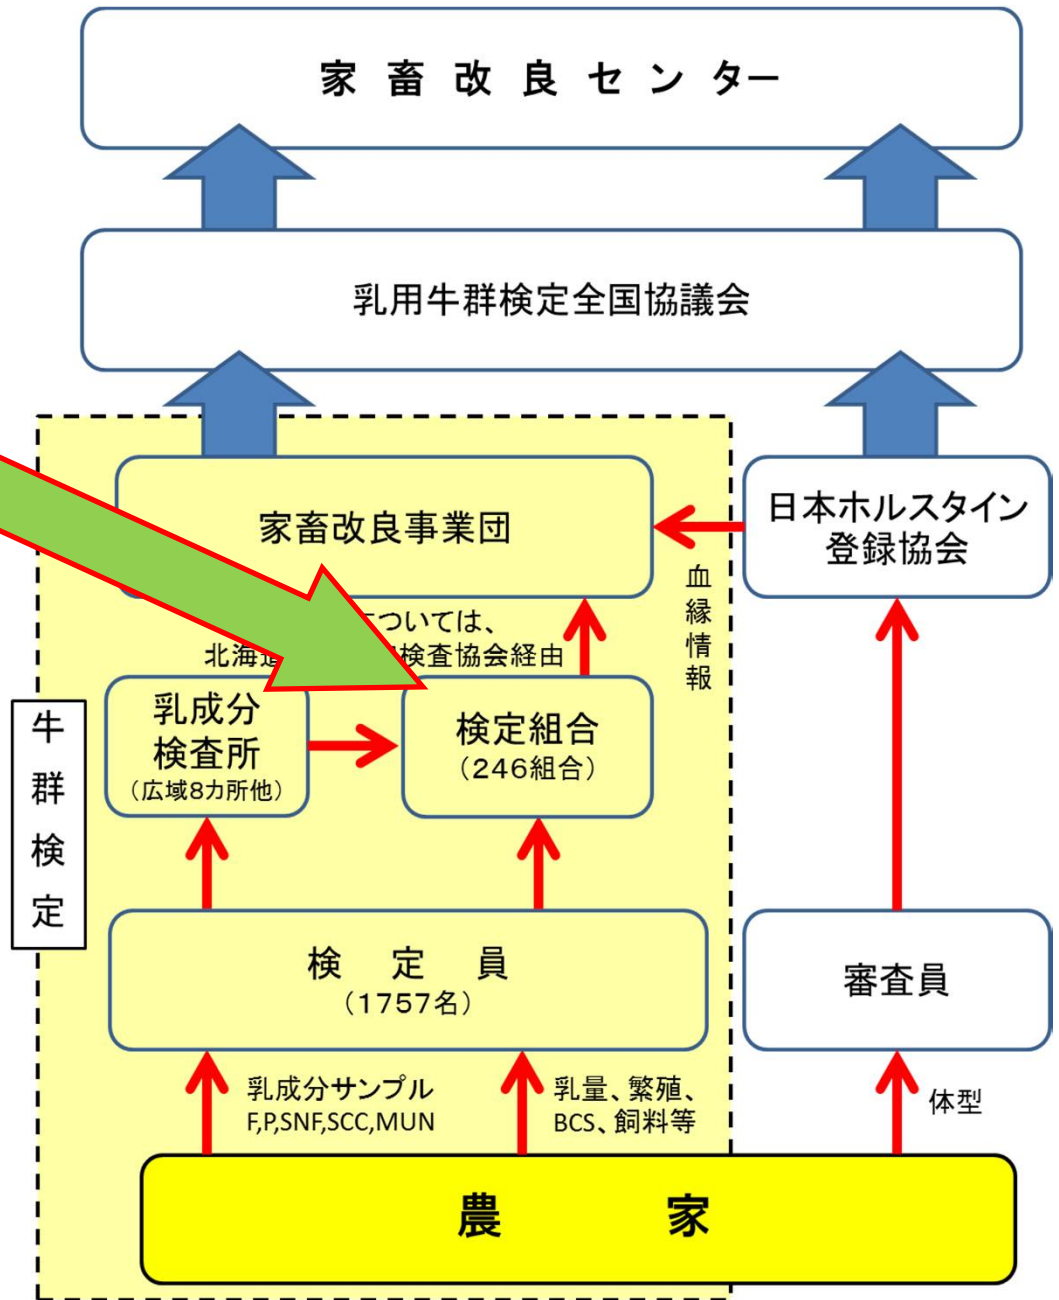 家畜改良センター
乳用牛群検定全国協議会
家畜改良事業団
日本ホルスタイン
登録協会
血縁情報
ついては、
北海道
検査協会経由
牛群検定
乳成分
検査所
（広域8カ所他）
検定組合
（246組合）
検定員
（1757名）
審査員
乳成分サンプル
F,P,SNF,SCC,MUN
乳量、繁殖、
BCS、飼料等
体型
農家